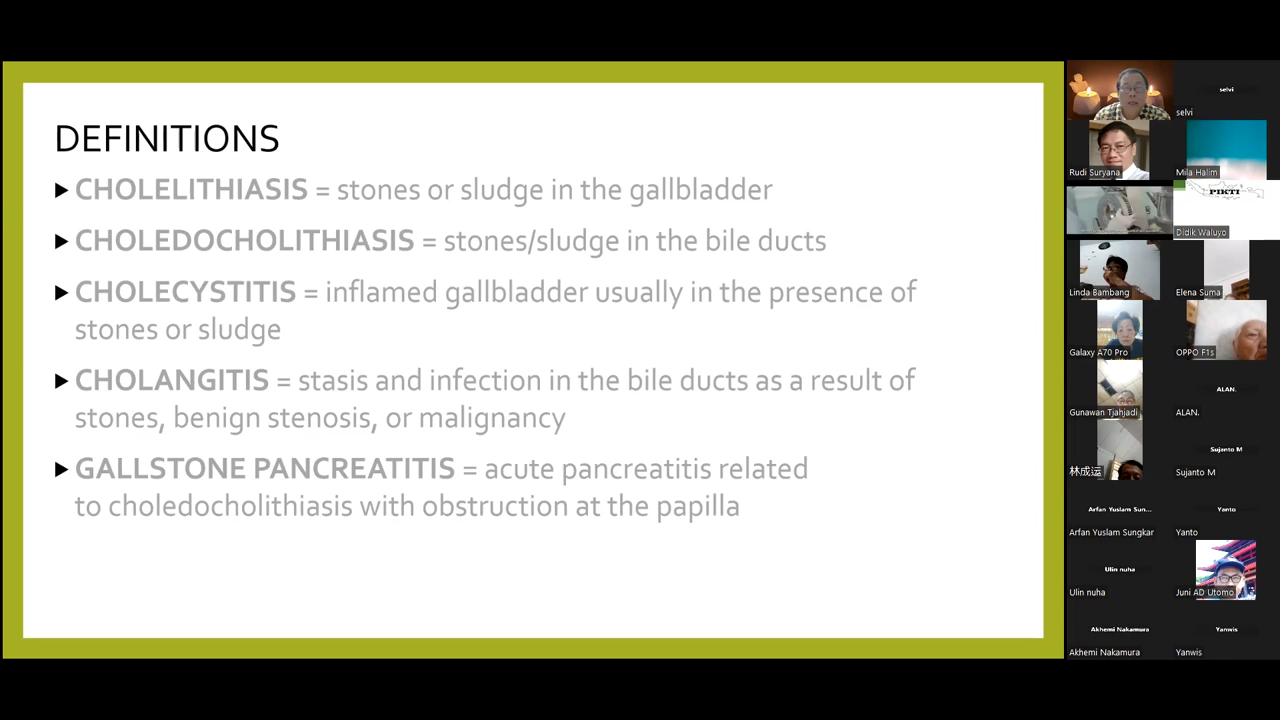 DEFINITIONS
CHOLELITHIASIS = stones or sludge in the gallbladder
CHOLEDOCHOLITHIASIS = stones/sludge in the bile ducts
CHOLECYSTITIS = inflamed gallbladder usually in the presence of
stones or sludge
CHOLANGITIS = stasis and infection in the bile ducts as a result of
stones, benign stenosis, or malignancy
GALLSTONE PANCREATITIS = acute pancreatitis related
to choledocholithiasis with obstruction at the papilla
selvi
selvi
Rudi Suryana
Mila Halim
PIKTI
Didik Waluyo
Linda Bambang
Elena Suma
Galaxy A70 Pro
OPPO F1s
Gunawan Tjahjadi
ALAN.
ALAN.
林成运
Sujanto M
Sujanto M
Arfan Yuslam Sun...
Yanto
Arfan Yuslam Sungkar
Yanto
Ulin nuha
Ulin nuha
Juni AD Utomo
Akhemi Nakamura
Yanwis
Akhemi Nakamura
Yanwis